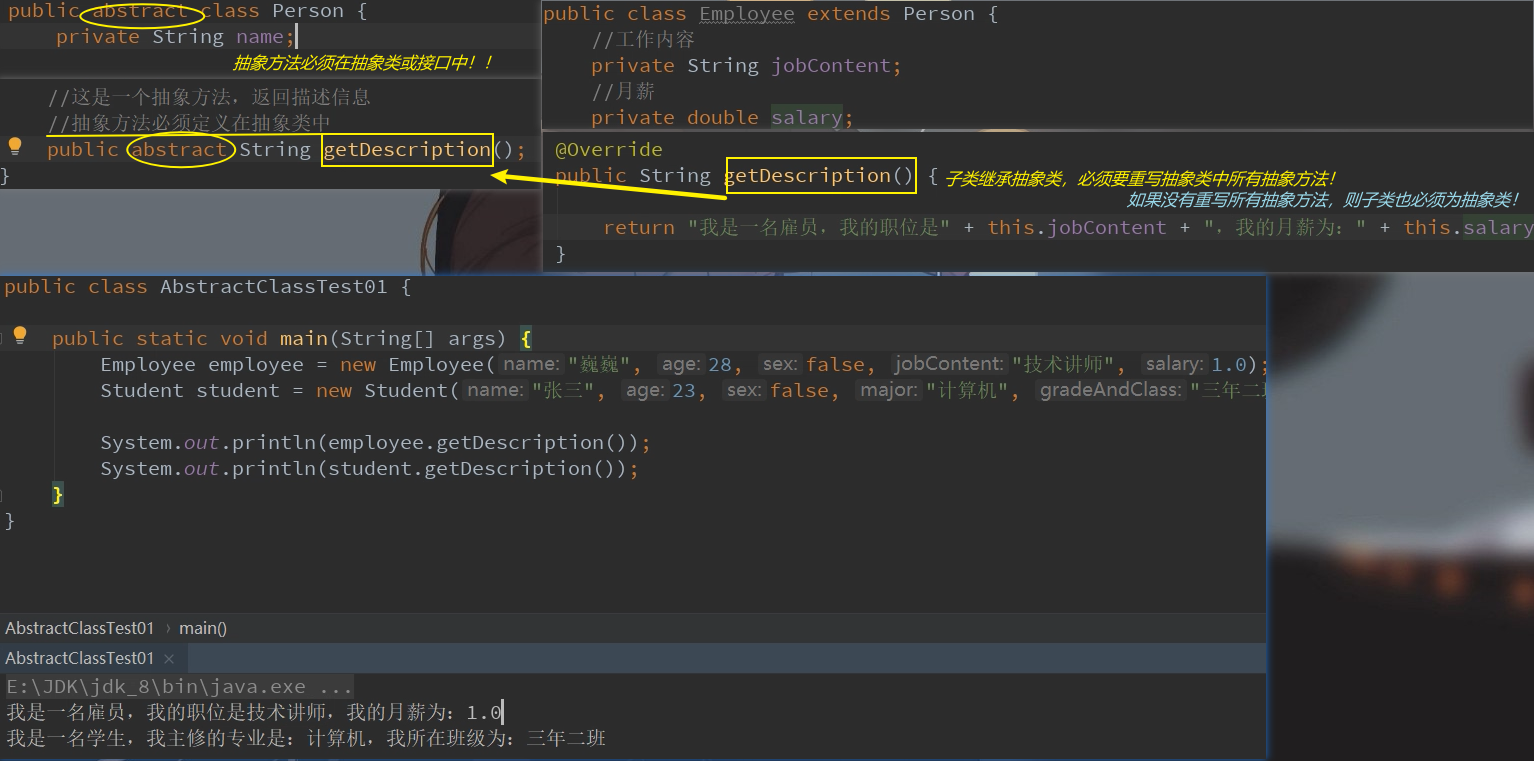 public abstract class Person {
private String name;
抽象方法必须在抽象类或接口中！！
//这是一个抽象方法，返回描述信息
//抽象方法必须定义在抽象类中
public abstract String getDescription();
}
public class Employee extends Person {
//工作内容
private String jobContent;
//月薪
private double salary;
@Override
public String getDescription() {
子类继承抽象类，必须要重写抽象类中所有抽象方法！
如果没有重写所有抽象方法，则子类也必须为抽象类！
return "我是一名雇员，我的职位是" + this.jobContent + "，我的月薪为：" + this.salary
}
public class AbstractClassTest01 {
public static void main(String[] args) {
Employee employee = new Employee( name: "巍巍", age: 28, sex: false, jobContent: "技术讲师", salary: 1.0);
Student student = new Student( name: "张三", age: 23, sex: false, major: "计算机", gradeAndClass: "三年二班
System.out.println(employee.getDescription());
System.out.println(student.getDescription());
}
}
AbstractClassTest01 › main()
AbstractClassTest01 ×
E:\JDK\jdk_8\bin\java.exe ...
我是一名雇员，我的职位是技术讲师，我的月薪为：1.0
我是一名学生，我主修的专业是：计算机，我所在班级为：三年二班